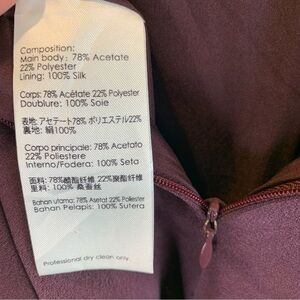 Composition:
Main body: 78% Acetate
22% Polyester
Lining: 100% Silk
Corps: 78% Acétate 22% Polyester
Doublure: 100% Soie
表地: アセテート78% ポリエステル22%
裏地: 絹100%
Corpo principale: 78% Acetato
22% Poliestere
Interno/Fodera: 100% Seta
面料: 78%醋酯纤维 22%聚酯纤维
里料: 100% 桑蚕丝
Bahan utama: 78% Asetat 22% Poliester
Bahan Pelapis: 100% Sutera
Professional dry clean only.